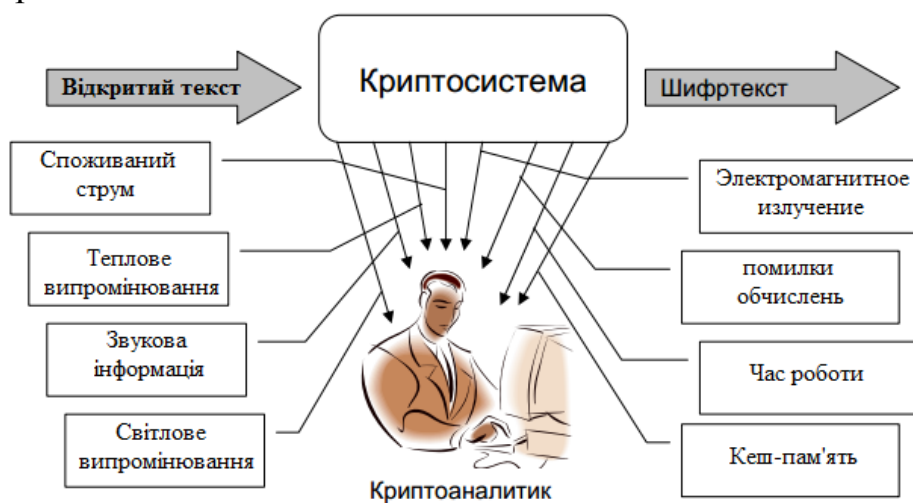 Криптосистема
Відкритий текст
Шифртекст
Споживаний
струм
Теплове
випромінювання
Звукова
інформація
Світлове
випромінювання
Электромагнитное
излучение
помилки
обчислень
Час роботи
Кеш-пам'ять
Криптоаналитик